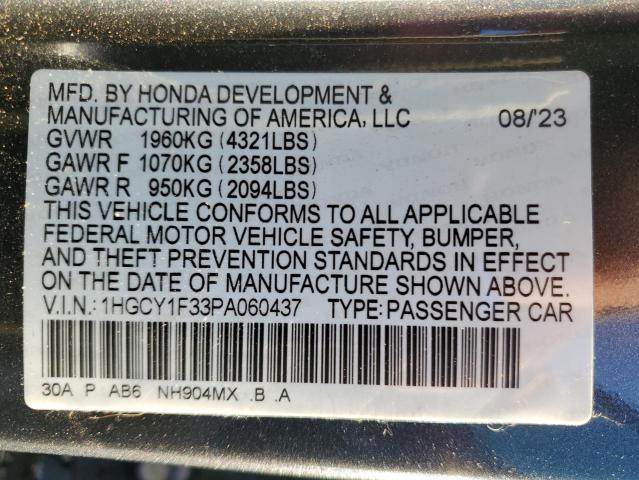 MFD. BY HONDA DEVELOPMENT &
MANUFACTURING OF AMERICA, LLC 08/'23
GVWR 1960KG (4321LBS)
GAWR F 1070KG (2358LBS)
GAWR R 950KG (2094LBS)
THIS VEHICLE CONFORMS TO ALL APPLICABLE
FEDERAL MOTOR VEHICLE SAFETY, BUMPER,
AND THEFT PREVENTION STANDARDS IN EFFECT
ON THE DATE OF MANUFACTURE SHOWN ABOVE.
V.I.N.: 1HGCY1F33PA060437 TYPE: PASSENGER CAR
30A P AB6 NH904MX .B .A